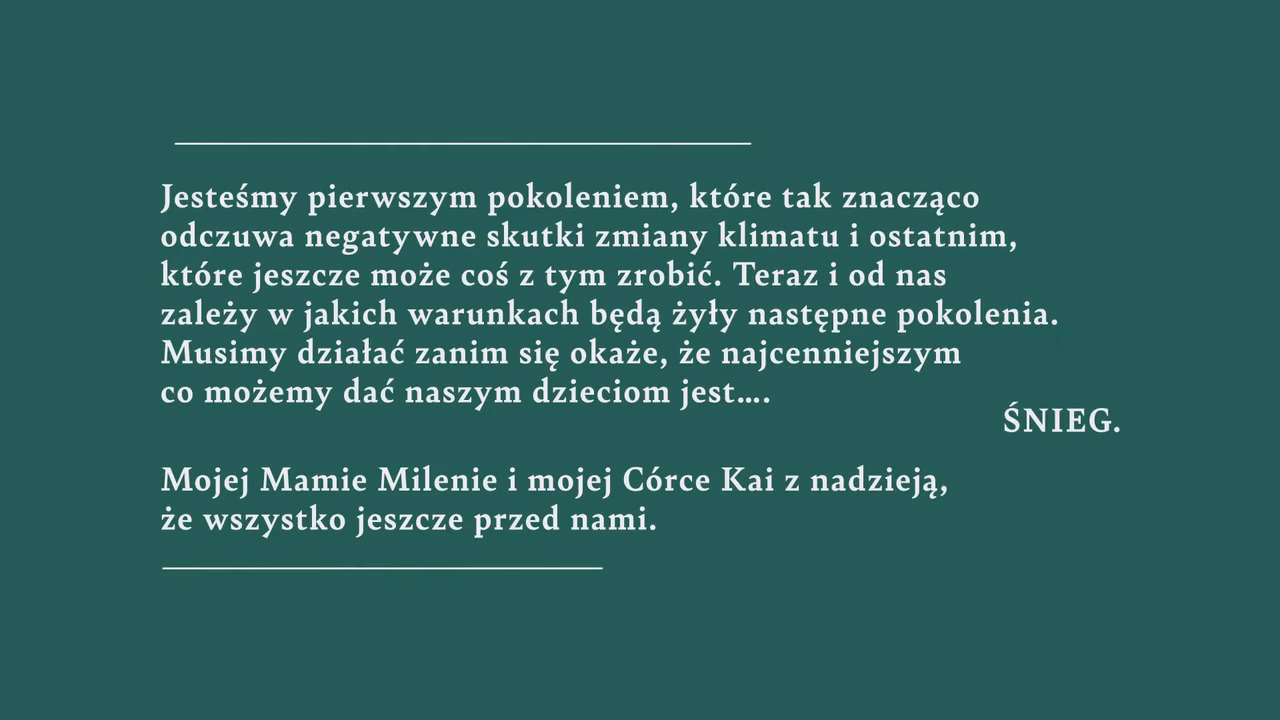 Jesteśmy pierwszym pokoleniem, które tak znacząco
odczuwa negatywne skutki zmiany klimatu i ostatnim,
które jeszcze może coś z tym zrobić. Teraz i od nas
zależy w jakich warunkach będą żyły następne pokolenia.
Musimy działać zanim się okaże, że najcenniejszym
co możemy dać naszym dzieciom jest....
ŚNIEG.
Mojej Mamie Milenie i mojej Córce Kai z nadzieją,
że wszystko jeszcze przed nami.